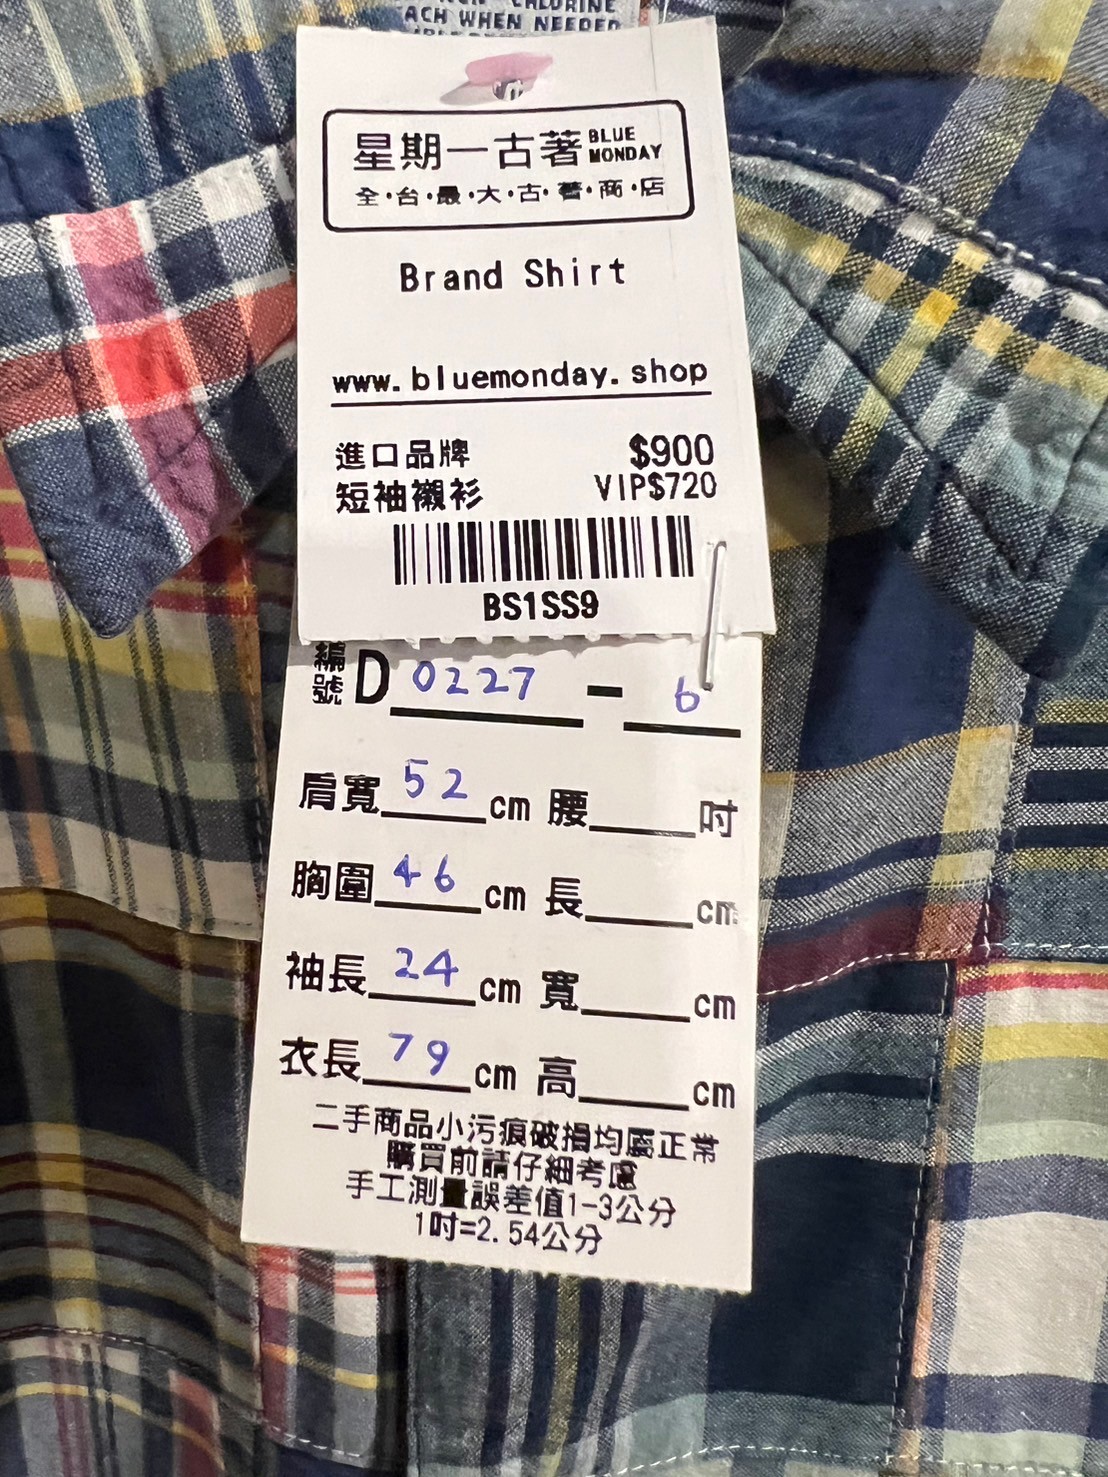 ACH WHEN NEEDED
星期一古著 BLUE MONDAY
全·台·最·大·古·著·商·店
Brand Shirt
www.bluemonday.shop
進口品牌 $900
短袖襯衫 VIP$720
BS1SS9
編號 D 0227 - 6
肩寬 52 cm 腰 吋
胸圍 46 cm 長 cm
袖長 24 cm 寬 cm
衣長 79 cm 高 cm
二手商品小污痕破損均屬正常
購買前請仔細考慮
手工測量誤差值1-3公分
1吋=2.54公分